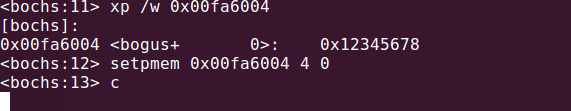 <bochs:11> xp /w 0x00fa6004
[bochs]:
0x00fa6004 <bogus+       0>:    0x12345678
<bochs:12> setpmem 0x00fa6004 4 0
<bochs:13> c